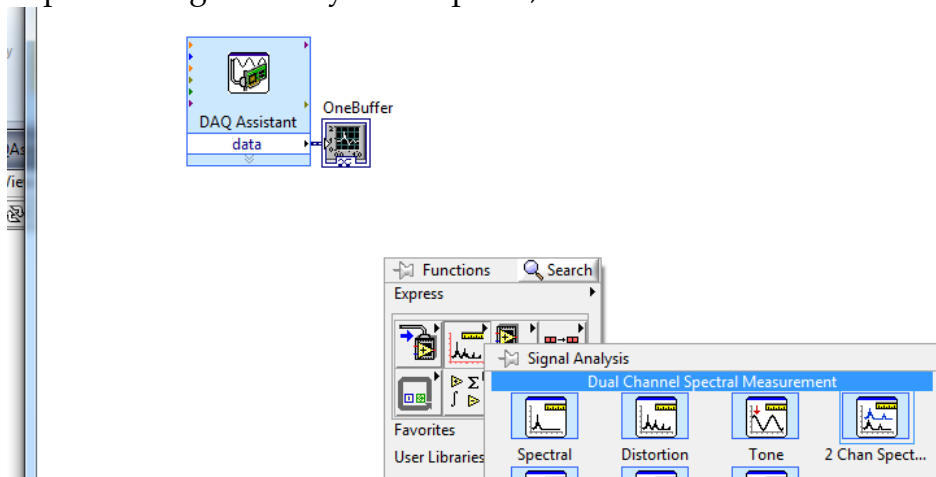 OneBuffer
DAQ Assistant
data
Functions
Search
Express
Signal Analysis
Dual Channel Spectral Measurement
Favorites
User Libraries
Spectral
Distortion
Tone
2 Chan Spect...